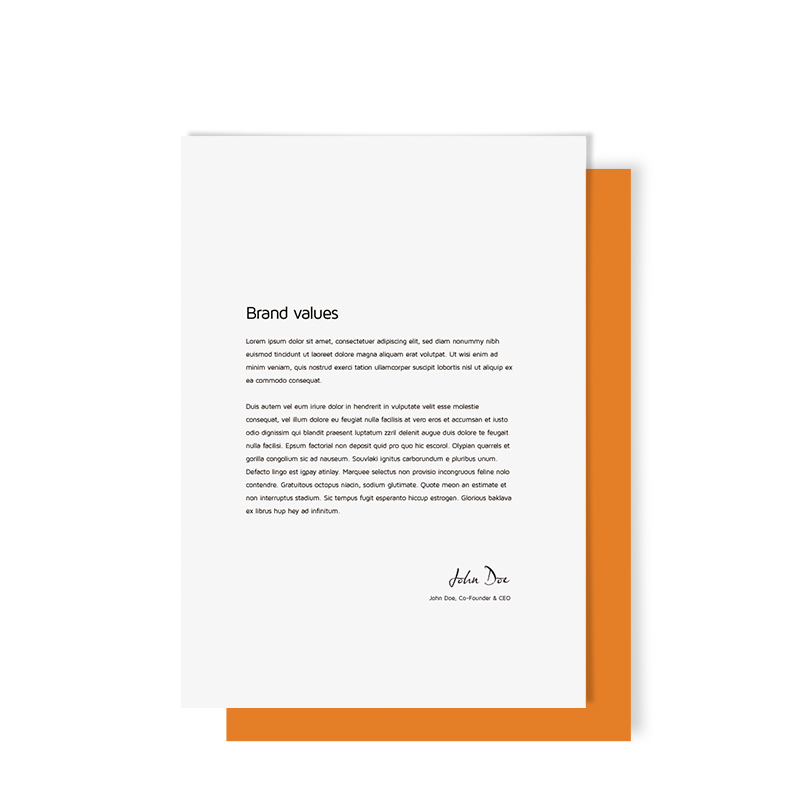 Brand values
Lorem ipsum dolor sit amet, consectetuer adipiscing elit, sed diam nonummy nibh
euismod tincidunt ut laoreet dolore magna aliquam erat volutpat. Ut wisi enim ad
minim veniam, quis nostrud exerci tation ullamcorper suscipit lobortis nisl ut aliquip ex
ea commodo consequat.
Duis autem vel eum iriure dolor in hendrerit in vulputate velit esse molestie
consequat, vel illum dolore eu feugiat nulla facilisis at vero eros et accumsan et iusto
odio dignissim qui blandit praesent luptatum zzril delenit augue duis dolore te feugait
nulla facilisi. Epsum factorial non deposit quid pro quo hic escorol. Olypian quarrels et
gorilla congolium sic ad nauseum. Souvlaki ignitus carborundum e pluribus unum.
Defacto lingo est igpay atinlay. Marquee selectus non provisio incongruous feline nolo
contendre. Gratuitous octopus niacin, sodium glutimate. Quote meon an estimate et
non interruptus stadium. Sic tempus fugit esperanto hiccup estrogen. Glorious baklava
ex librus hup hey ad infinitum.
John Doe
John Doe, Co-Founder & CEO